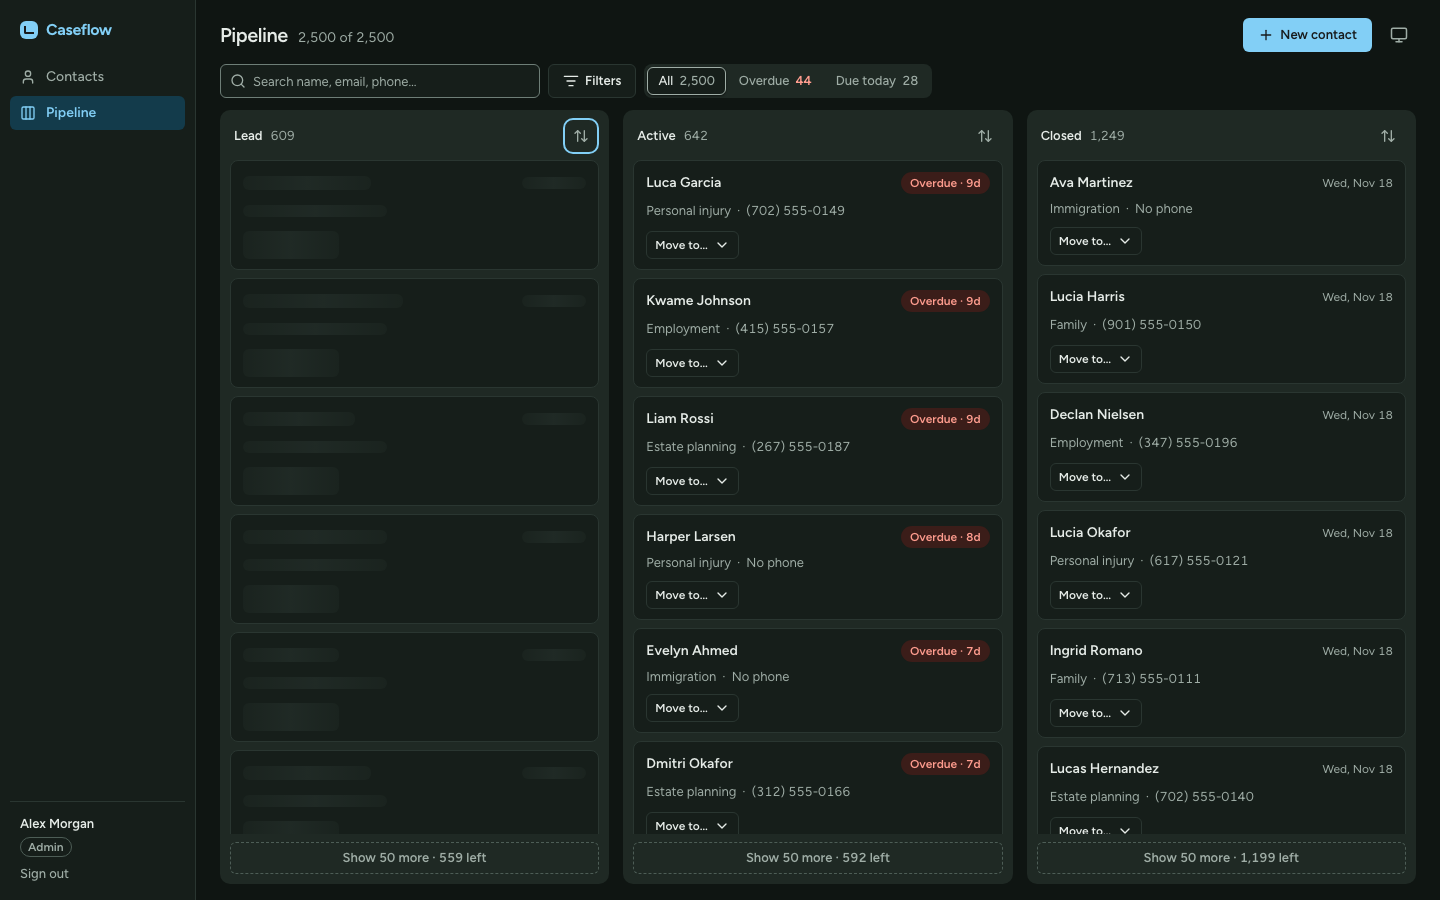 Caseflow
Contacts
Pipeline
Alex Morgan
Admin
Sign out
Pipeline 2,500 of 2,500
New contact
Search name, email, phone...
Filters
All 2,500
Overdue 44
Due today 28
Lead 609
Show 50 more · 559 left
Active 642
Luca Garcia
Overdue · 9d
Personal injury · (702) 555-0149
Move to...
Kwame Johnson
Overdue · 9d
Employment · (415) 555-0157
Move to...
Liam Rossi
Overdue · 9d
Estate planning · (267) 555-0187
Move to...
Harper Larsen
Overdue · 8d
Personal injury · No phone
Move to...
Evelyn Ahmed
Overdue · 7d
Immigration · No phone
Move to...
Dmitri Okafor
Overdue · 7d
Estate planning · (312) 555-0166
Move to...
Show 50 more · 592 left
Closed 1,249
Ava Martinez
Wed, Nov 18
Immigration · No phone
Move to...
Lucia Harris
Wed, Nov 18
Family · (901) 555-0150
Move to...
Declan Nielsen
Wed, Nov 18
Employment · (347) 555-0196
Move to...
Lucia Okafor
Wed, Nov 18
Personal injury · (617) 555-0121
Move to...
Ingrid Romano
Wed, Nov 18
Family · (713) 555-0111
Move to...
Lucas Hernandez
Wed, Nov 18
Estate planning · (702) 555-0140
Move to...
Show 50 more · 1,199 left